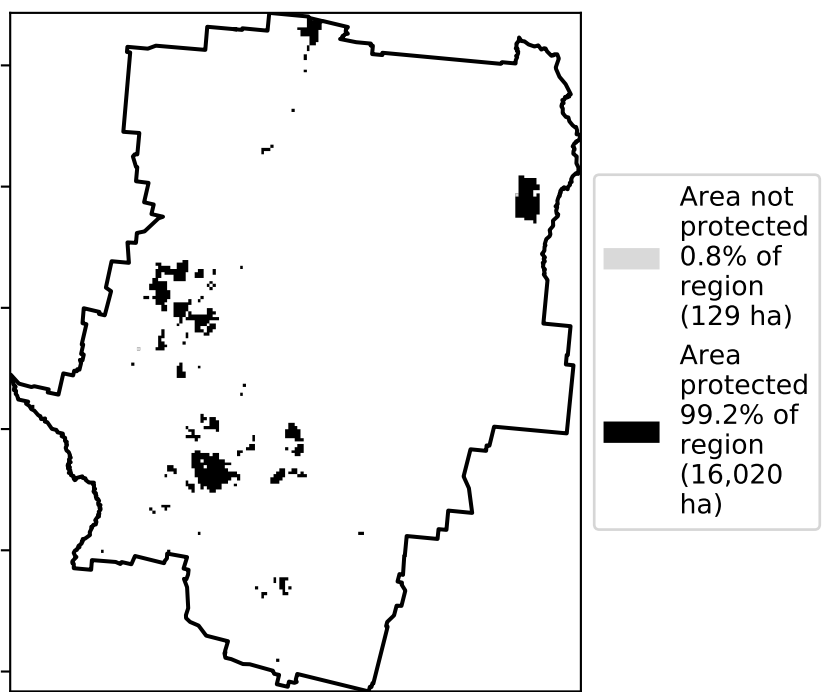 Area not
protected
0.8% of
region
(129 ha)
Area
protected
99.2% of
region
(16,020
ha)